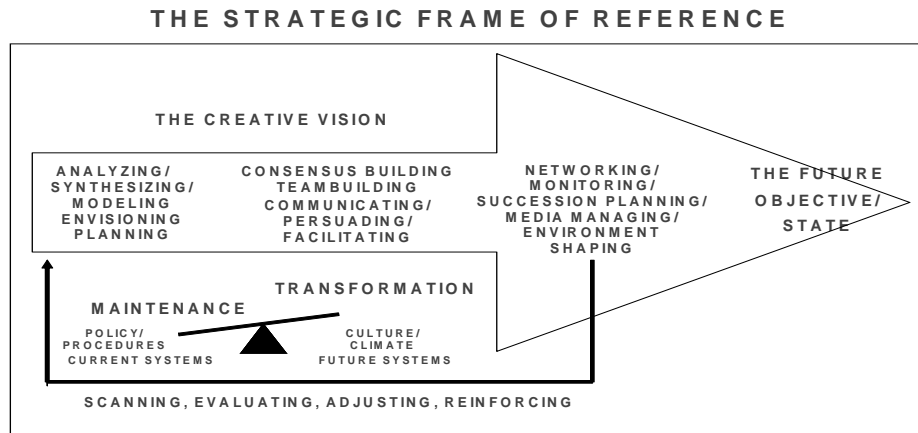 THE STRATEGIC FRAME OF REFERENCE
THE CREATIVE VISION
ANALYZING/
SYNTHESIZING/
MODELING
ENVISIONING
PLANNING
CONSENSUS BUILDING
TEAMBUILDING
COMMUNICATING/
PERSUADING/
FACILITATING
NETWORKING/
MONITORING/
SUCCESSION PLANNING/
MEDIA MANAGING/
ENVIRONMENT
SHAPING
THE FUTURE
OBJECTIVE/
STATE
MAINTENANCE
TRANSFORMATION
POLICY/
PROCEDURES
CURRENT SYSTEMS
CULTURE/
CLIMATE
FUTURE SYSTEMS
SCANNING, EVALUATING, ADJUSTING, REINFORCING